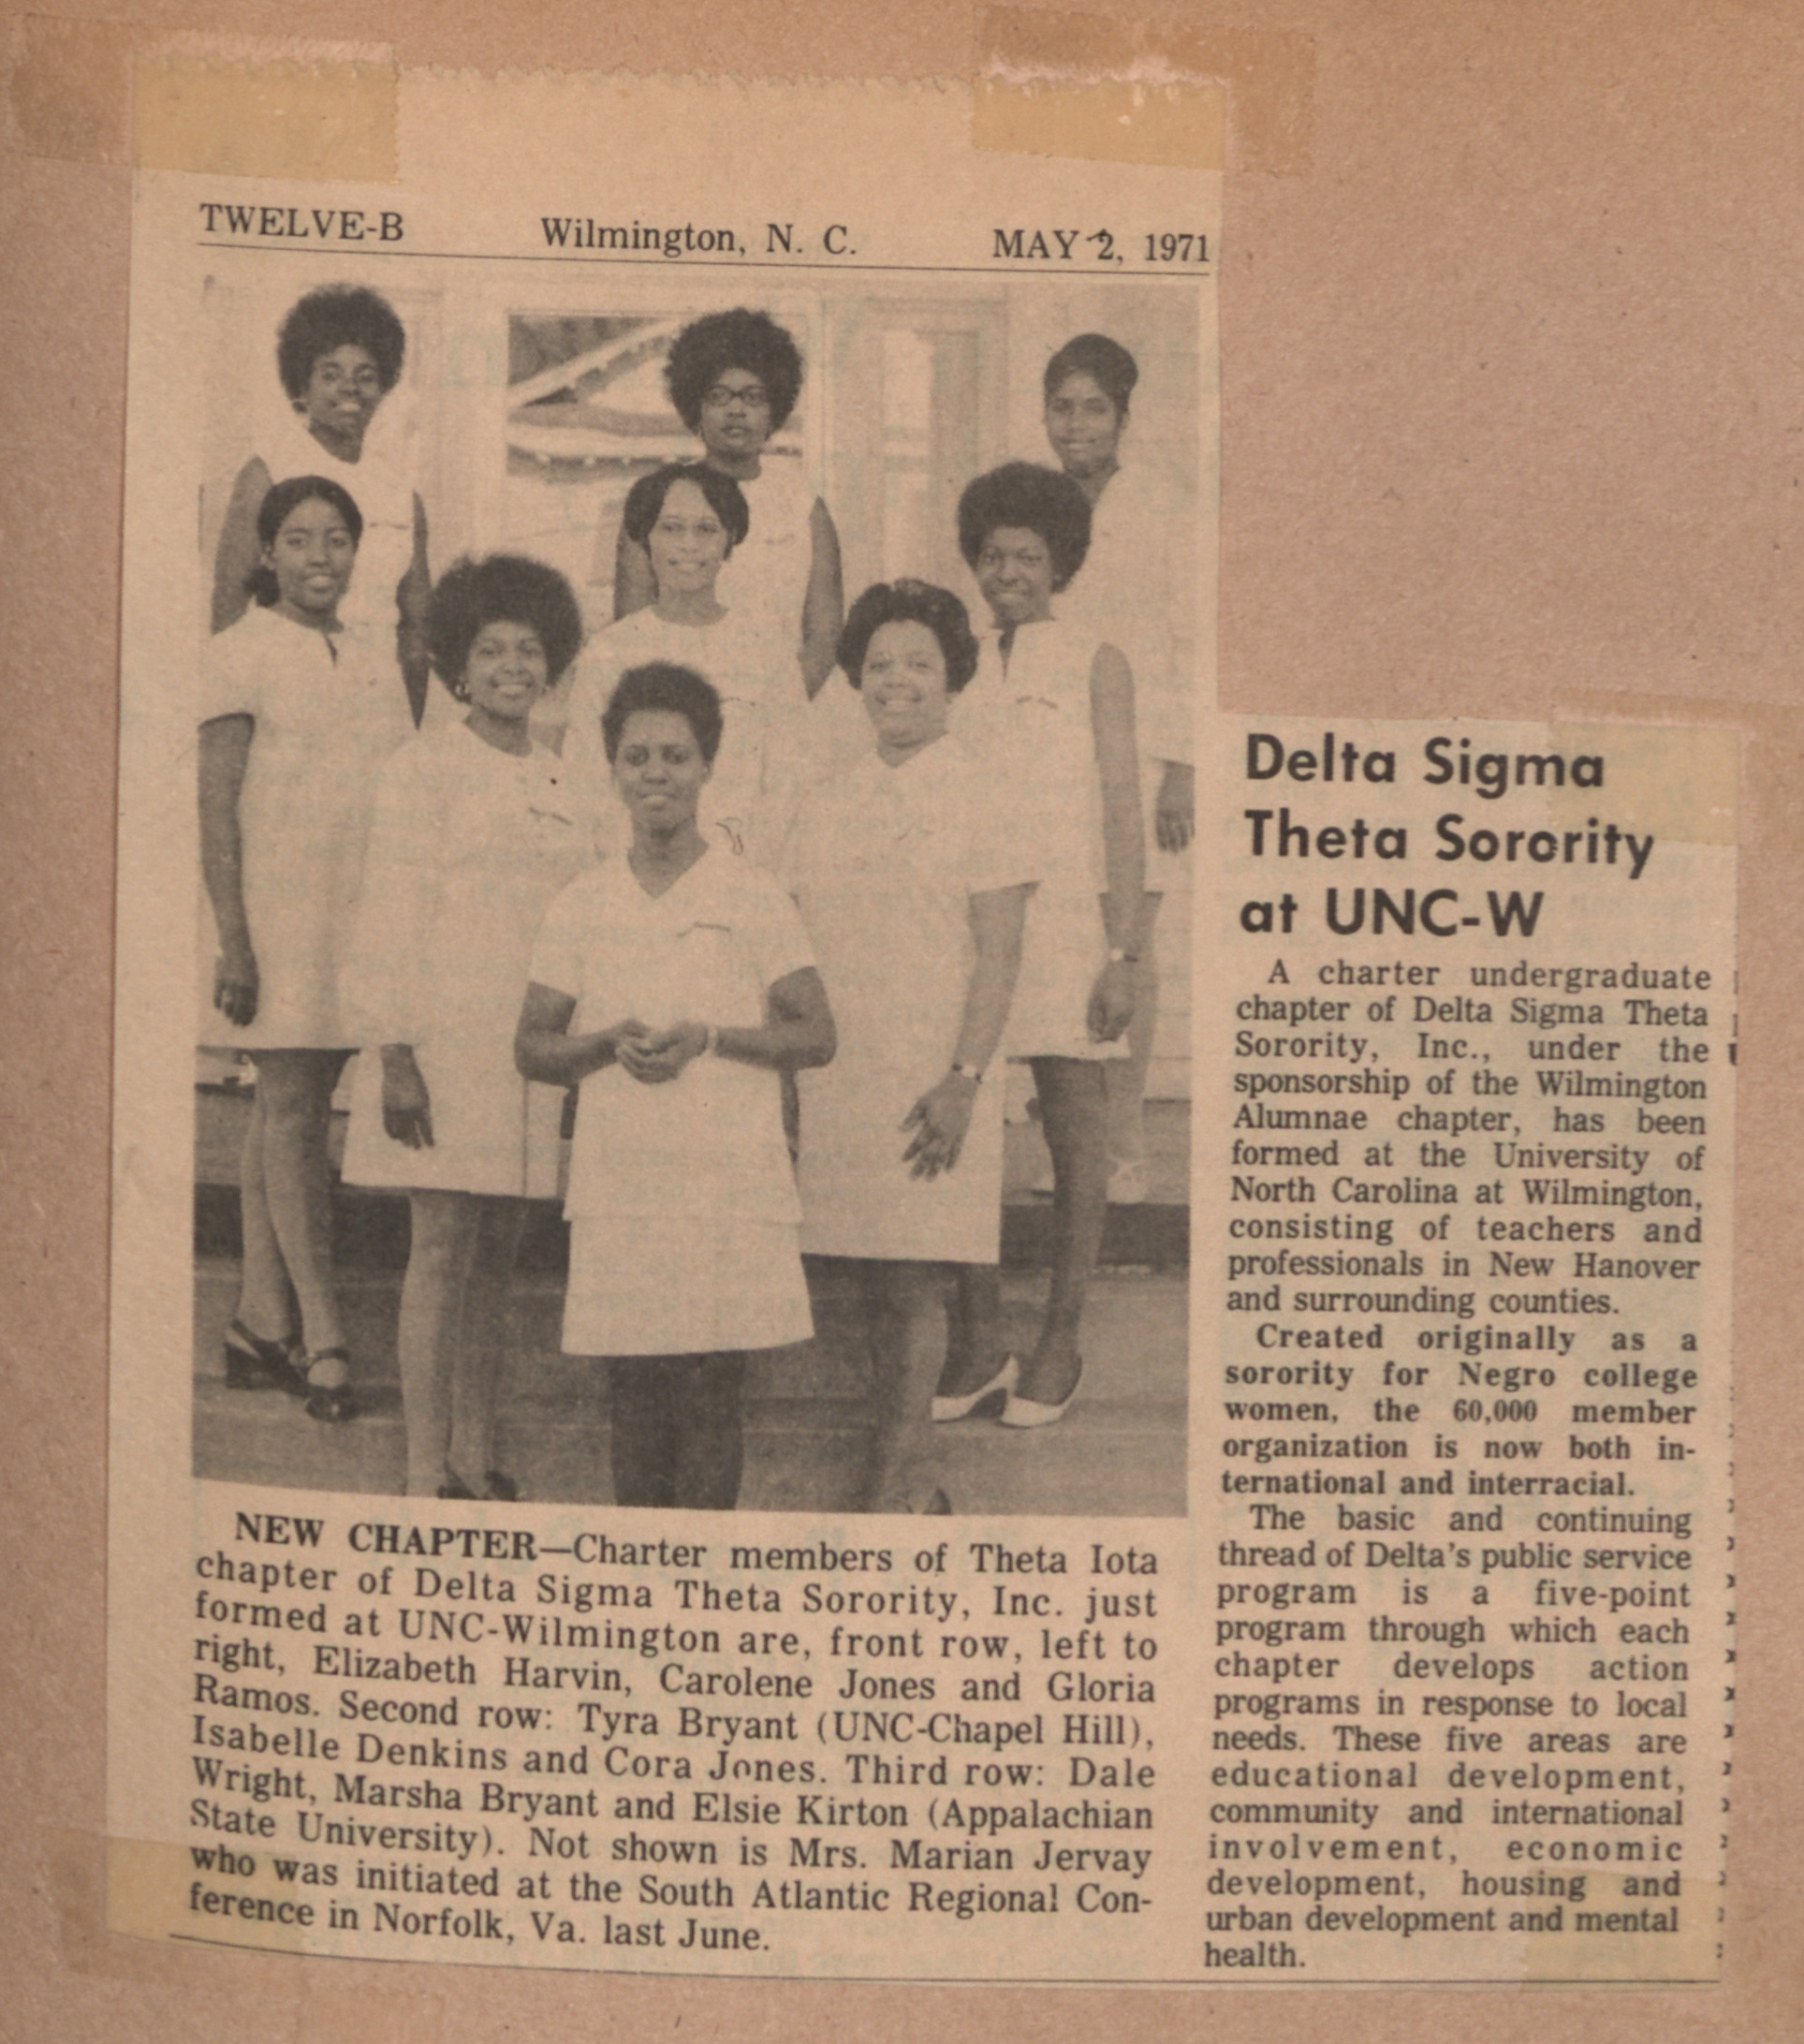 TWELVE-B Wilmington, N. C. MAY 2, 1971
NEW CHAPTER—Charter members of Theta Iota
chapter of Delta Sigma Theta Sorority, Inc. just
formed at UNC-Wilmington are, front row, left to
right, Elizabeth Harvin, Carolene Jones and Gloria
Ramos. Second row: Tyra Bryant (UNC-Chapel Hill),
Isabelle Denkins and Cora Jones. Third row: Dale
Wright, Marsha Bryant and Elsie Kirton (Appalachian
State University). Not shown is Mrs. Marian Jervay
who was initiated at the South Atlantic Regional Con-
ference in Norfolk, Va. last June.
Delta Sigma
Theta Sorority
at UNC-W
A charter undergraduate
chapter of Delta Sigma Theta
Sorority, Inc., under the
sponsorship of the Wilmington
Alumnae chapter, has been
formed at the University of
North Carolina at Wilmington,
consisting of teachers and
professionals in New Hanover
and surrounding counties.
Created originally as a
sorority for Negro college
women, the 60,000 member
organization is now both in-
ternational and interracial.
The basic and continuing
thread of Delta's public service
program is a five-point
program through which each
chapter develops action
programs in response to local
needs. These five areas are
educational development,
community and international
involvement, economic
development, housing and
urban development and mental
health.